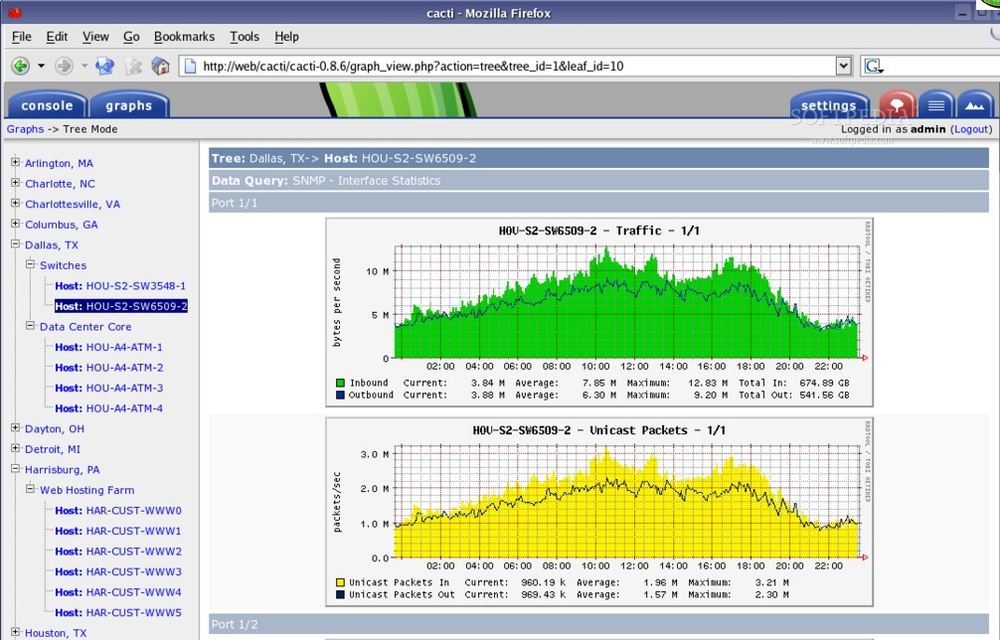 cacti - Mozilla Firefox
File Edit View Go Bookmarks Tools Help
http://web/cacti/cacti-0.8.6/graph_view.php?action=tree&tree_id=1&leaf_id=10
G
console graphs settings
SOFTPEDIA
www.softpedia.com
Graphs -> Tree Mode
Logged in as admin (Logout)
Arlington, MA
Charlotte, NC
Charlottesville, VA
Columbus, GA
Dallas, TX
Switches
Host: HOU-S2-SW3548-1
Host: HOU-S2-SW6509-2
Data Center Core
Host: HOU-A4-ATM-1
Host: HOU-A4-ATM-2
Host: HOU-A4-ATM-3
Host: HOU-A4-ATM-4
Dayton, OH
Detroit, MI
Harrisburg, PA
Web Hosting Farm
Host: HAR-CUST-WWW0
Host: HAR-CUST-WWW1
Host: HAR-CUST-WWW2
Host: HAR-CUST-WWW3
Host: HAR-CUST-WWW4
Host: HAR-CUST-WWW5
Houston, TX
Tree: Dallas, TX-> Host: HOU-S2-SW6509-2
Data Query: SNMP - Interface Statistics
Port 1/1
HOU-S2-SW6509-2 - Traffic - 1/1
RRDTOOL / TOBI OETIKER
bytes per second
10 M
5 M
0
02:00 04:00 06:00 08:00 10:00 12:00 14:00 16:00 18:00 20:00 22:00
Inbound Current: 3.84 M Average: 7.85 M Maximum: 12.83 M Total In: 674.89 GB
Outbound Current: 3.88 M Average: 6.30 M Maximum: 9.20 M Total Out: 541.56 GB
HOU-S2-SW6509-2 - Unicast Packets - 1/1
RRDTOOL / TOBI OETIKER
packets/sec
3.0 M
2.0 M
1.0 M
0.0
02:00 04:00 06:00 08:00 10:00 12:00 14:00 16:00 18:00 20:00 22:00
Unicast Packets In Current: 960.19 k Average: 1.96 M Maximum: 3.21 M
Unicast Packets Out Current: 969.43 k Average: 1.57 M Maximum: 2.30 M
Port 1/2